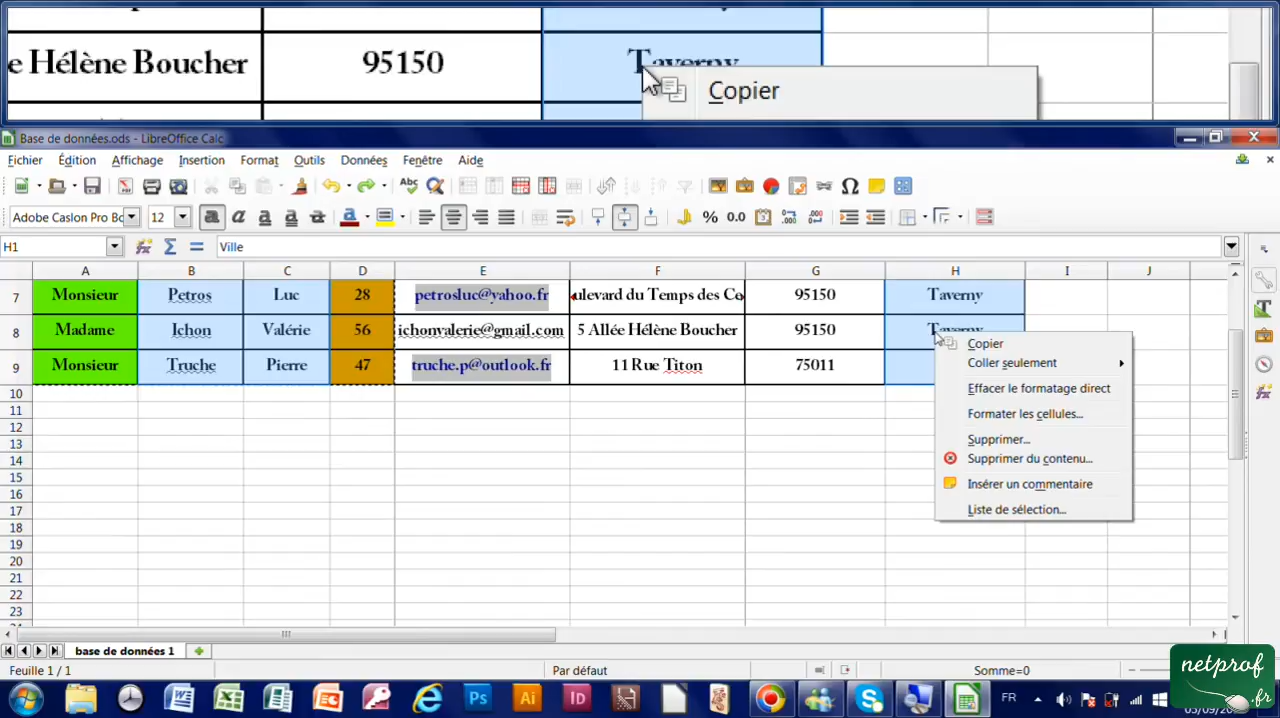 e Hélène Boucher 95150 Taverny
Copier
Base de données.ods - LibreOffice Calc
Fichier Édition Affichage Insertion Format Outils Données Fenêtre Aide
Adobe Caslon Pro Bc 12
H1 Ville
A B C D E F G H I J
7 Monsieur Petros Luc 28 petrosluc@yahoo.fr ulevard du Temps des Ce 95150 Taverny
8 Madame Ichon Valérie 56 ichonvalerie@gmail.com 5 Allée Hélène Boucher 95150 Taverny
9 Monsieur Truche Pierre 47 truche.p@outlook.fr 11 Rue Titon 75011
Copier
Coller seulement
Effacer le formatage direct
Formater les cellules...
Supprimer...
Supprimer du contenu...
Insérer un commentaire
Liste de sélection...
10
11
12
13
14
15
16
17
18
19
20
21
22
23
base de données 1
Feuille 1 / 1 Par défaut Somme=0
FR
netprof
.fr